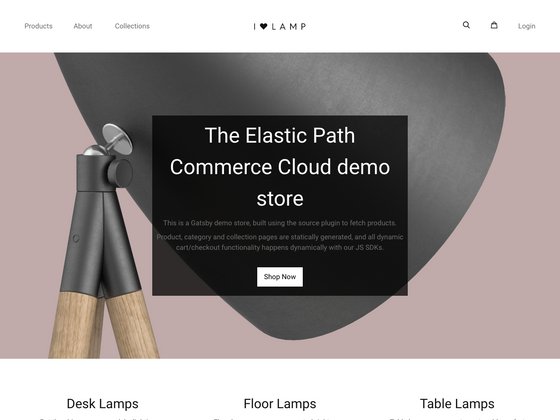 Products
About
Collections
I ♥ LAMP
Login
The Elastic Path
Commerce Cloud demo
store
This is a Gatsby demo store, built using the source plugin to fetch products.
Product, category and collection pages are statically generated, and all dynamic
cart/checkout functionality happens dynamically with our JS SDKs.
Shop Now
Desk Lamps
Floor Lamps
Table Lamps